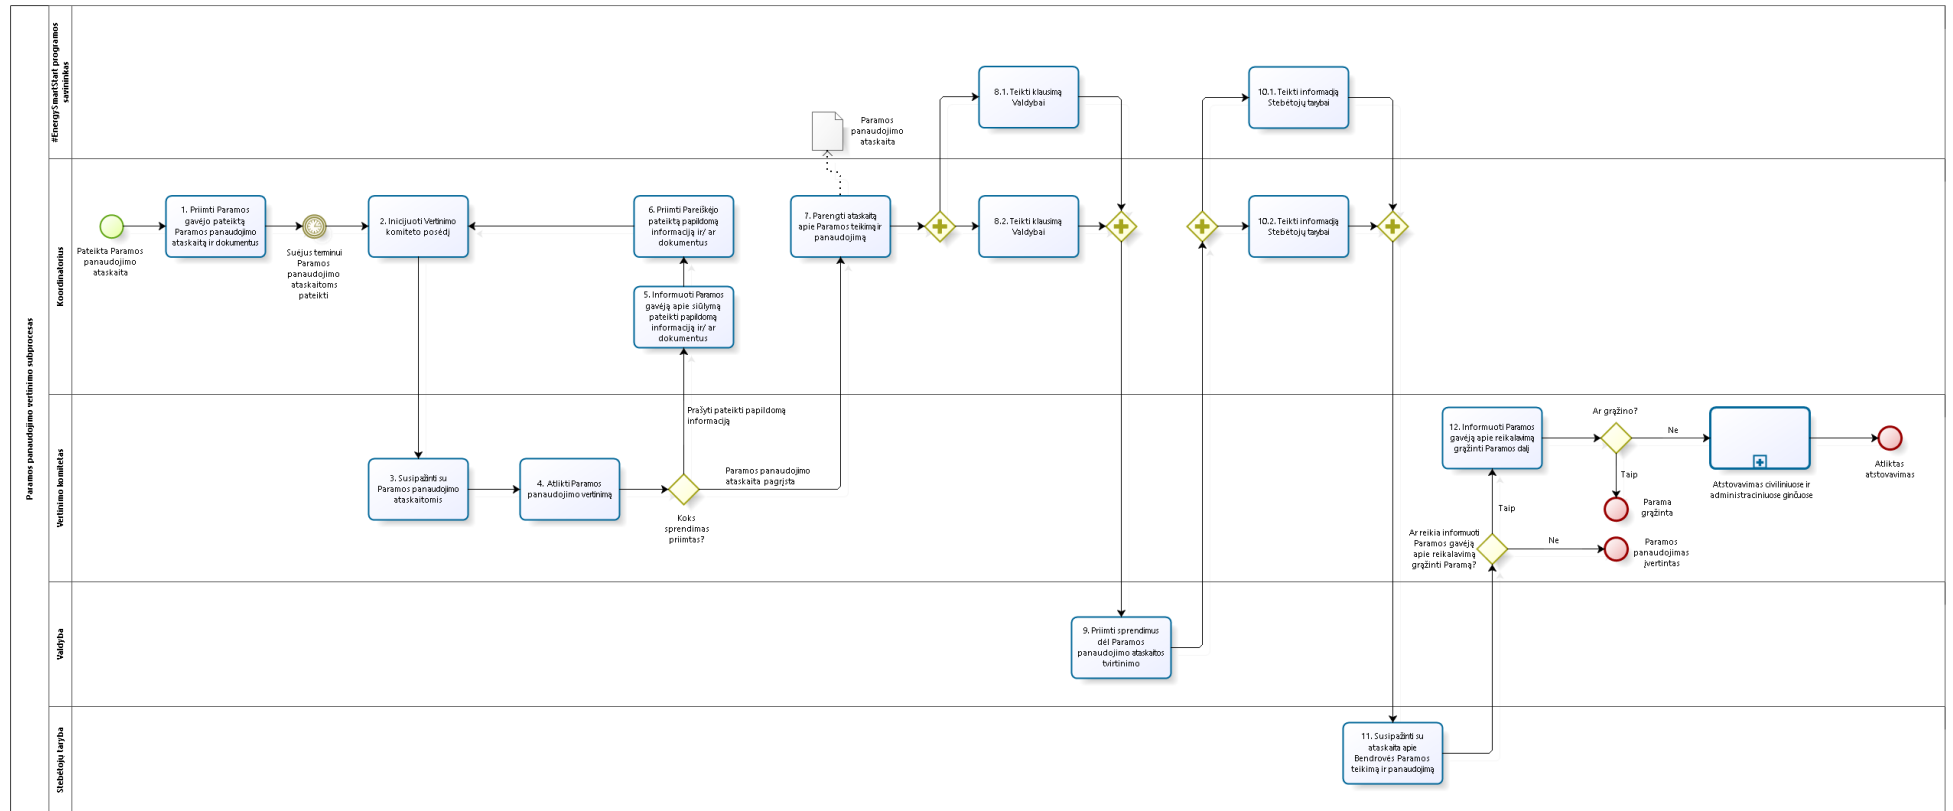 Paramos panaudojimo vertinimo subprocesas
#EnergySmartStart programos
savininkas
8.1. Teikti klausimą
Valdybai
10.1. Teikti informaciją
Stebėtojų tarybai
Paramos
panaudojimo
ataskaita
Koordinatorius
Pateikta Paramos
panaudojimo
ataskaita
1. Priimti Paramos
gavėjo pateiktą
Paramos panaudojimo
ataskaitą ir dokumentus
Suėjus terminui
Paramos
panaudojimo
ataskaitoms
pateikti
2. Inicijuoti Vertinimo
komiteto posėdį
6. Priimti Pareiškėjo
pateiktą papildomą
informaciją ir/ ar
dokumentus
5. Informuoti Paramos
gavėją apie siūlymą
pateikti papildomą
informaciją ir/ ar
dokumentus
7. Parengti ataskaitą
apie Paramos teikimą ir
panaudojimą
8.2. Teikti klausimą
Valdybai
10.2. Teikti informaciją
Stebėtojų tarybai
Vertinimo komitetas
3. Susipažinti su
Paramos panaudojimo
ataskaitomis
4. Atlikti Paramos
panaudojimo vertinimą
Koks
sprendimas
priimtas?
Prašyti pateikti papildomą
informaciją
Paramos panaudojimo
ataskaita pagrįsta
12. Informuoti Paramos
gavėją apie reikalavimą
grąžinti Paramos dalį
Ar grąžino?
Ne
Taip
Parama
grąžinta
Atstovavimas civiliniuose ir
administraciniuose ginčuose
Atliktas
atstovavimas
Taip
Ar reikia informuoti
Paramos gavėją
apie reikalavimą
grąžinti Paramą?
Ne
Paramos
panaudojimas
įvertintas
Valdyba
9. Priimti sprendimus
dėl Paramos
panaudojimo ataskaitos
tvirtinimo
Stebėtojų taryba
11. Susipažinti su
ataskaita apie
Bendrovės Paramos
teikimą ir panaudojimą